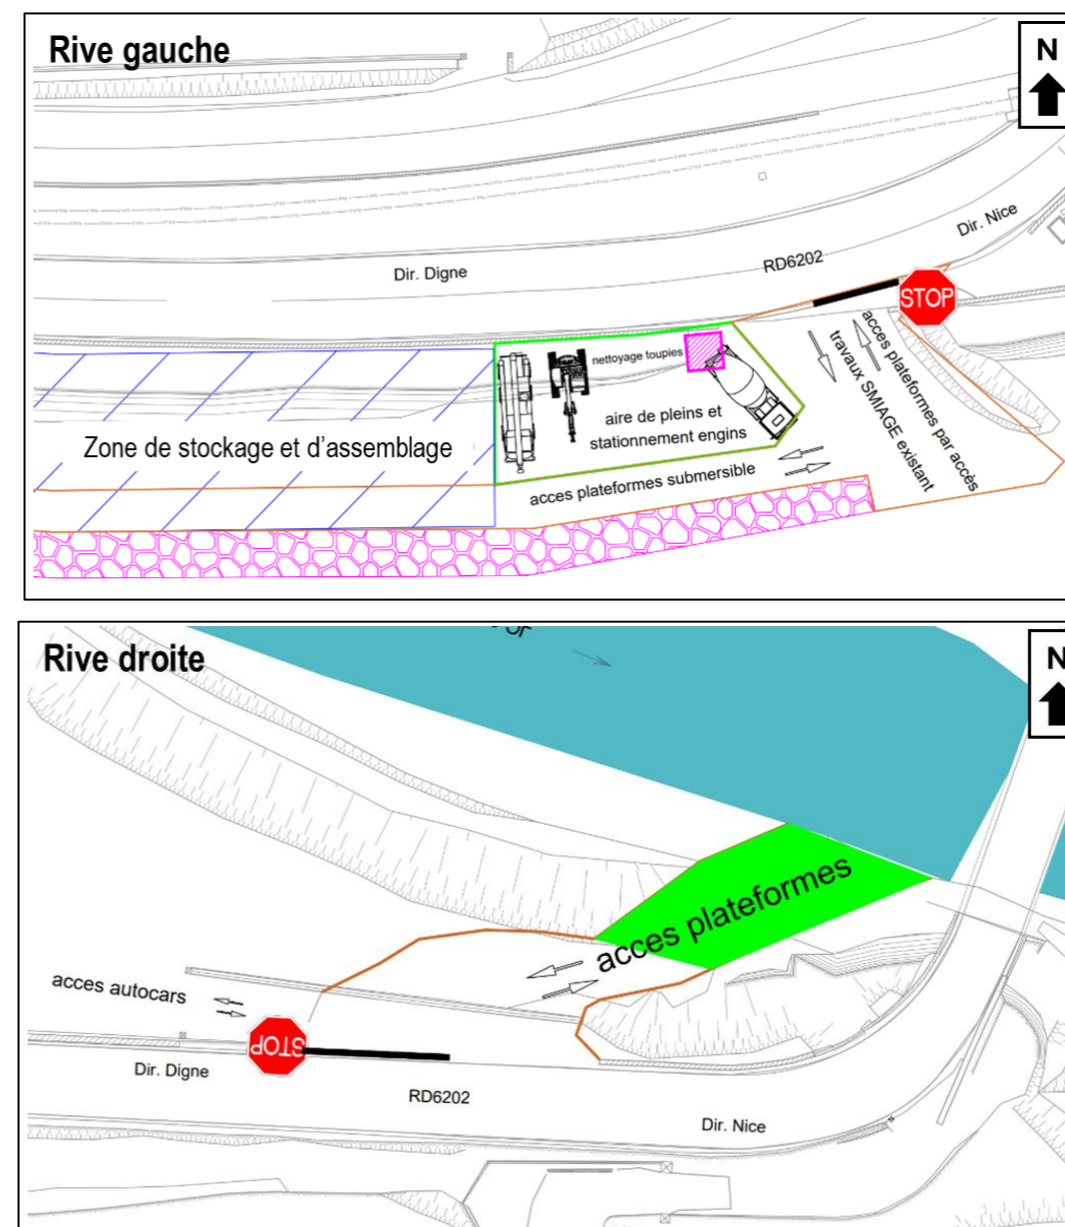 Rive gauche
N
Dir. Nice
RD6202
Dir. Digne
STOP
nettoyage toupies
acces plateformes par accès
travaux SMIAGE existant
aire de pleins et
stationnement engins
Zone de stockage et d'assemblage
acces plateformes submersible
Rive droite
N
acces plateformes
acces autocars
STOP
Dir. Digne
RD6202
Dir. Nice